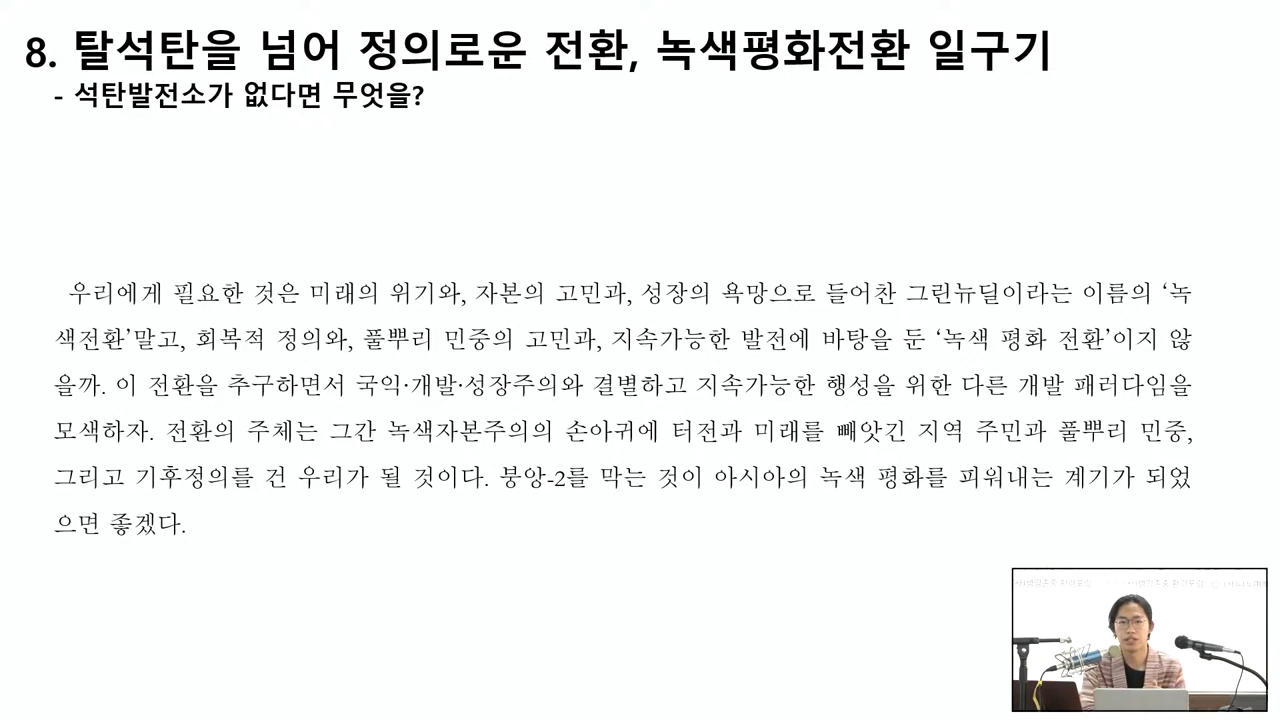 8. 탈석탄을 넘어 정의로운 전환, 녹색평화전환 일구기
- 석탄발전소가 없다면 무엇을?
우리에게 필요한 것은 미래의 위기와, 자본의 고민과, 성장의 욕망으로 들어찬 그린뉴딜이라는 이름의 ‘녹
색전환’말고, 회복적 정의와, 풀뿌리 민중의 고민과, 지속가능한 발전에 바탕을 둔 ‘녹색 평화 전환’이지 않
을까. 이 전환을 추구하면서 국익·개발·성장주의와 결별하고 지속가능한 행성을 위한 다른 개발 패러다임을
모색하자. 전환의 주체는 그간 녹색자본주의의 손아귀에 터전과 미래를 빼앗긴 지역 주민과 풀뿌리 민중,
그리고 기후정의를 건 우리가 될 것이다. 붕앙-2를 막는 것이 아시아의 녹색 평화를 피워내는 계기가 되었
으면 좋겠다.